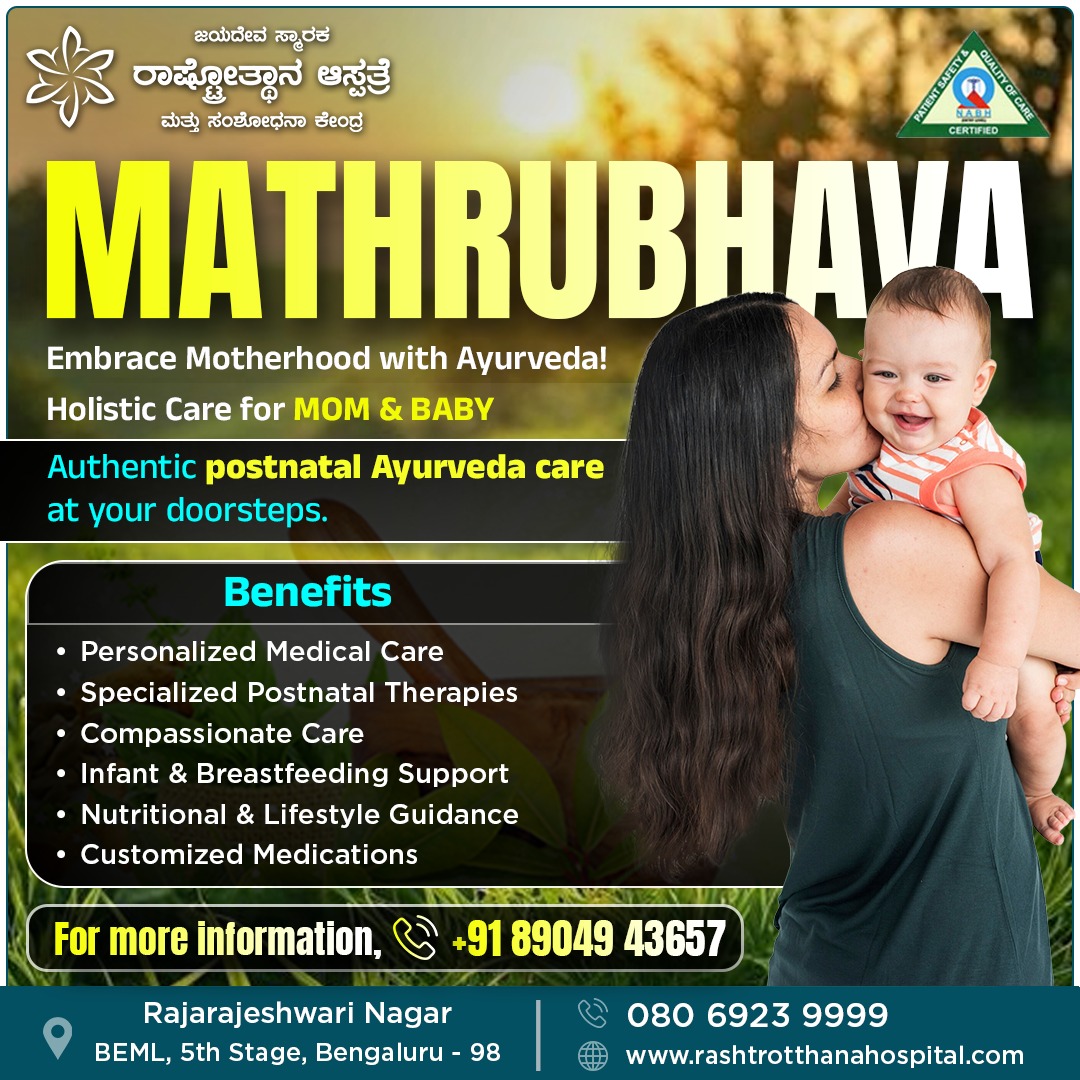 ಜಯದೇವ ಸ್ಮಾರಕ
ರಾಷ್ಟ್ರೋತ್ಥಾನ ಆಸ್ಪತ್ರೆ
ಮತ್ತು ಸಂಶೋಧನಾ ಕೇಂದ್ರ
PATIENT SAFETY & QUALITY OF CARE
NABH
CERTIFIED
MATHRUBHAVA
Embrace Motherhood with Ayurveda!
Holistic Care for MOM & BABY
Authentic postnatal Ayurveda care
at your doorsteps.
Benefits
• Personalized Medical Care
• Specialized Postnatal Therapies
• Compassionate Care
• Infant & Breastfeeding Support
• Nutritional & Lifestyle Guidance
• Customized Medications
For more information, +91 89049 43657
Rajarajeshwari Nagar
BEML, 5th Stage, Bengaluru - 98
080 6923 9999
www.rashtrotthanahospital.com